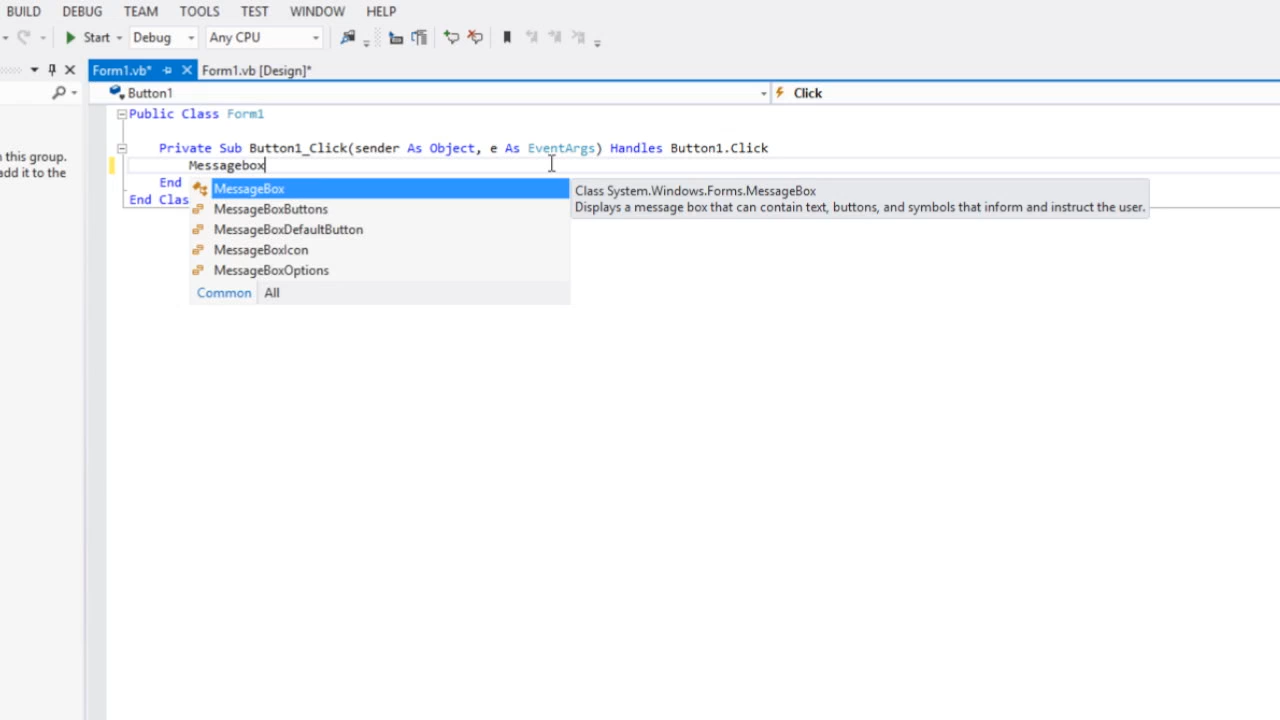 BUILD DEBUG TEAM TOOLS TEST WINDOW HELP
Start Debug Any CPU
Form1.vb* Form1.vb [Design]*
Button1 Click
Public Class Form1
Private Sub Button1_Click(sender As Object, e As EventArgs) Handles Button1.Click
this group.
Messagebox
add it to the
End
MessageBox
Class System.Windows.Forms.MessageBox
End Clas
Displays a message box that can contain text, buttons, and symbols that inform and instruct the user.
MessageBoxButtons
MessageBoxDefaultButton
MessageBoxIcon
MessageBoxOptions
Common All